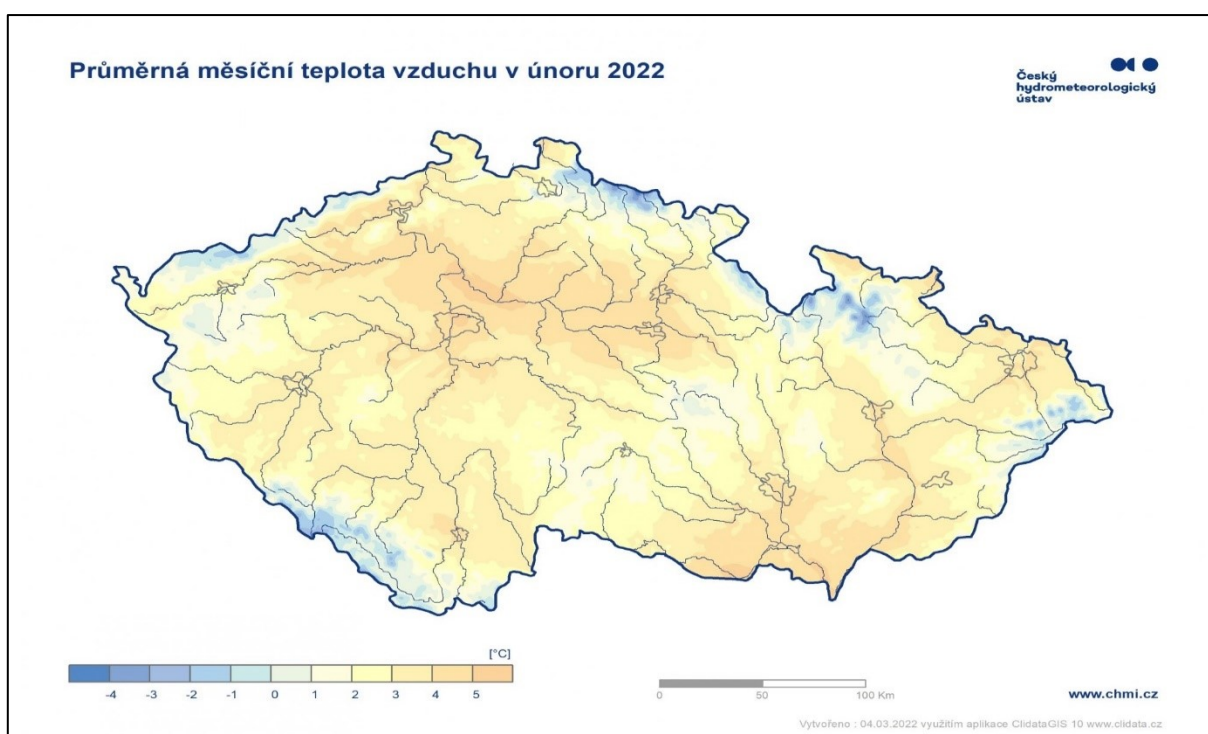 Průměrná měsíční teplota vzduchu v únoru 2022
Český
hydrometeorologický
ústav
[°C]
-4 -3 -2 -1 0 1 2 3 4 5
0 50 100 Km
www.chmi.cz
Vytvořeno : 04.03.2022 využitím aplikace ClidataGIS 10 www.clidata.cz